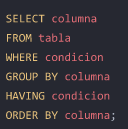 SELECT columna
FROM tabla
WHERE condicion
GROUP BY columna
HAVING condicion
ORDER BY columna;